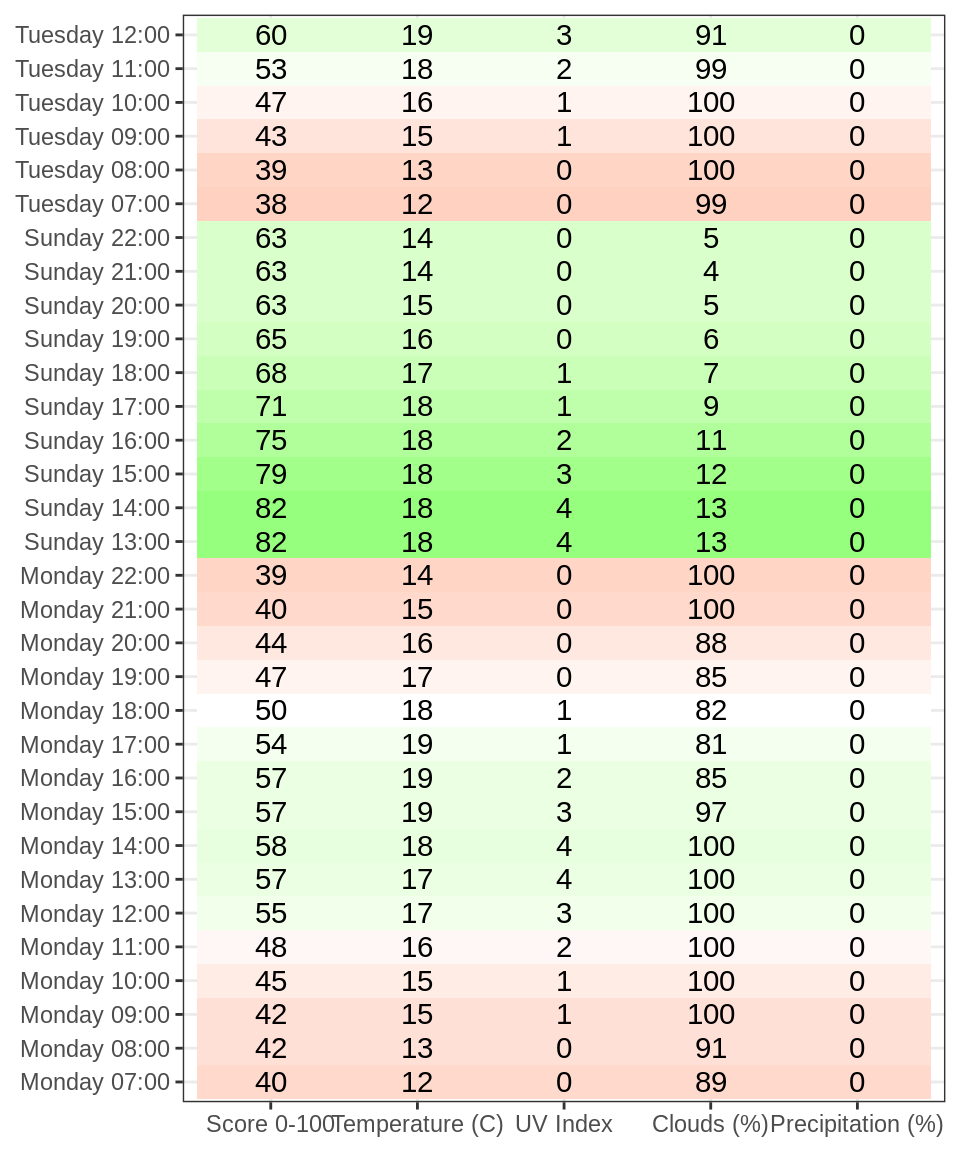 Tuesday 12:00 60 19 3 91 0
Tuesday 11:00 53 18 2 99 0
Tuesday 10:00 47 16 1 100 0
Tuesday 09:00 43 15 1 100 0
Tuesday 08:00 39 13 0 100 0
Tuesday 07:00 38 12 0 99 0
Sunday 22:00 63 14 0 5 0
Sunday 21:00 63 14 0 4 0
Sunday 20:00 63 15 0 5 0
Sunday 19:00 65 16 0 6 0
Sunday 18:00 68 17 1 7 0
Sunday 17:00 71 18 1 9 0
Sunday 16:00 75 18 2 11 0
Sunday 15:00 79 18 3 12 0
Sunday 14:00 82 18 4 13 0
Sunday 13:00 82 18 4 13 0
Monday 22:00 39 14 0 100 0
Monday 21:00 40 15 0 100 0
Monday 20:00 44 16 0 88 0
Monday 19:00 47 17 0 85 0
Monday 18:00 50 18 1 82 0
Monday 17:00 54 19 1 81 0
Monday 16:00 57 19 2 85 0
Monday 15:00 57 19 3 97 0
Monday 14:00 58 18 4 100 0
Monday 13:00 57 17 4 100 0
Monday 12:00 55 17 3 100 0
Monday 11:00 48 16 2 100 0
Monday 10:00 45 15 1 100 0
Monday 09:00 42 15 1 100 0
Monday 08:00 42 13 0 91 0
Monday 07:00 40 12 0 89 0
Score 0-100 Temperature (C) UV Index Clouds (%) Precipitation (%)